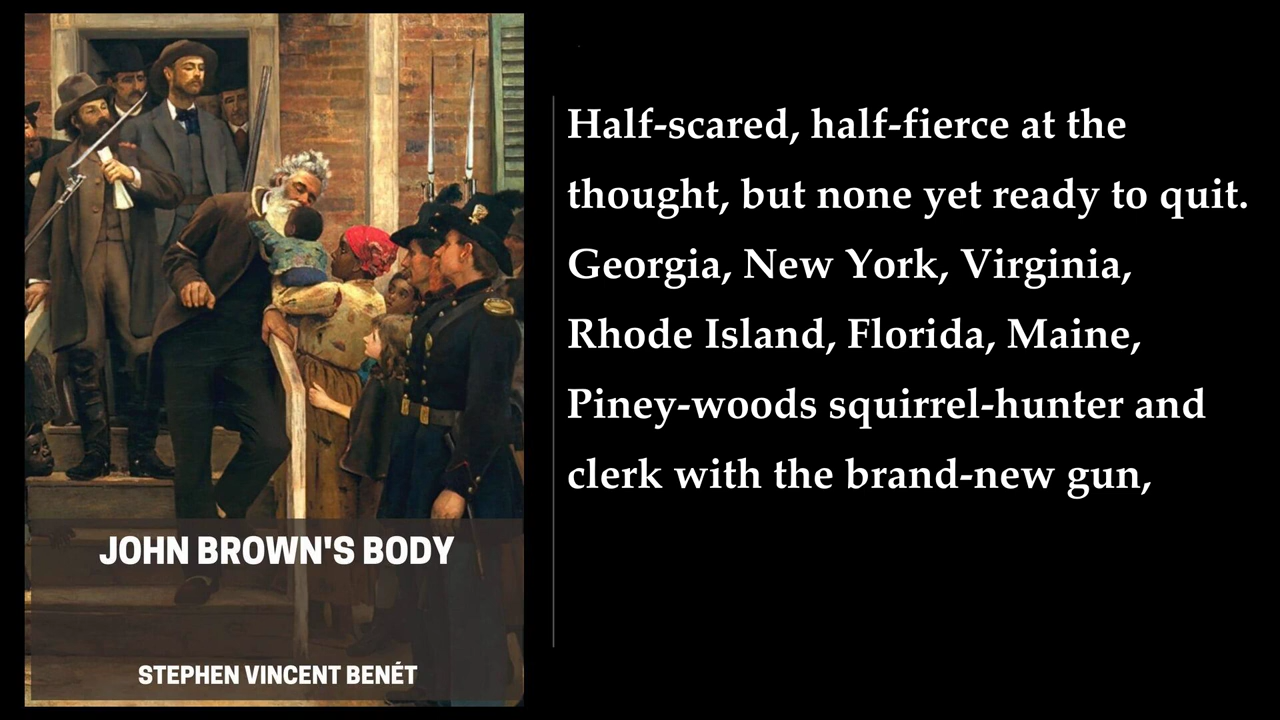 JOHN BROWN'S BODY
STEPHEN VINCENT BENÉT
Half-scared, half-fierce at the
thought, but none yet ready to quit.
Georgia, New York, Virginia,
Rhode Island, Florida, Maine,
Piney-woods squirrel-hunter and
clerk with the brand-new gun,